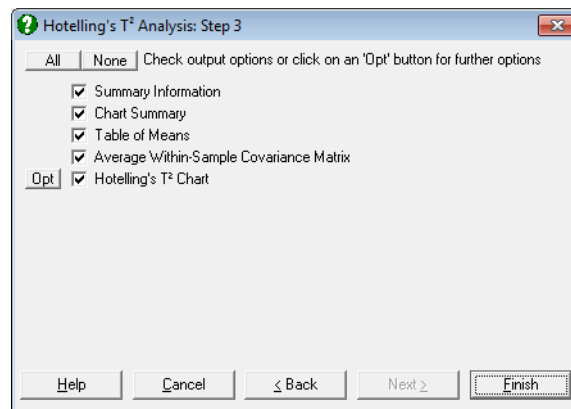 Hotelling's T² Analysis: Step 3
All None Check output options or click on an 'Opt' button for further options
Summary Information
Chart Summary
Table of Means
Average Within-Sample Covariance Matrix
Opt Hotelling's T² Chart
Help Cancel < Back Next > Finish